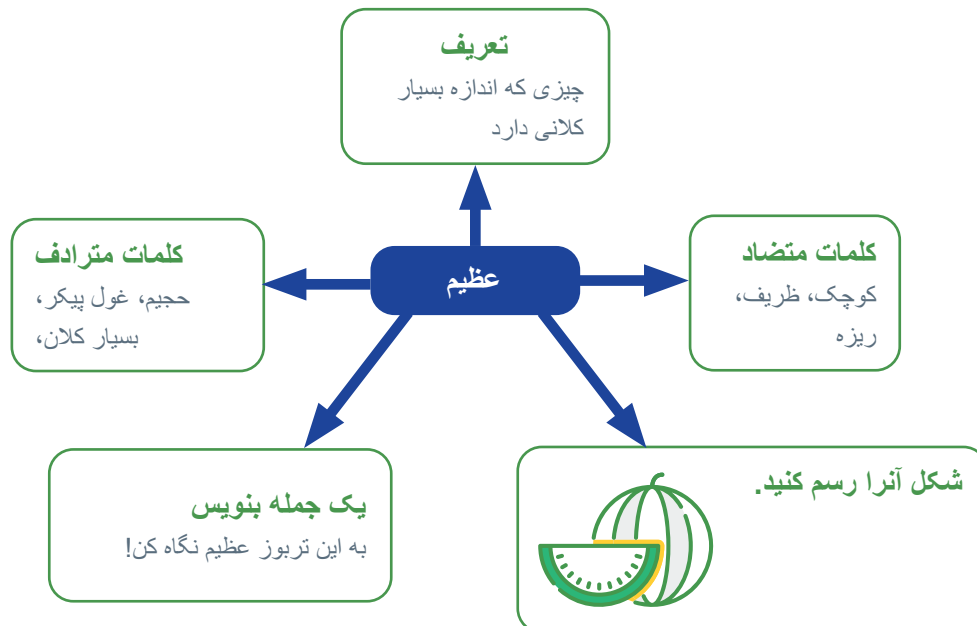 تعریف
چیزی که اندازه بسیار
کلانی دارد
کلمات متضاد
کوچک، ظریف،
ریزه
عظیم
کلمات مترادف
حجیم، غول پیکر،
بسیار کلان،
شکل آنرا رسم کنید.
یک جمله بنویس
به این تربوز عظیم نگاه کن!